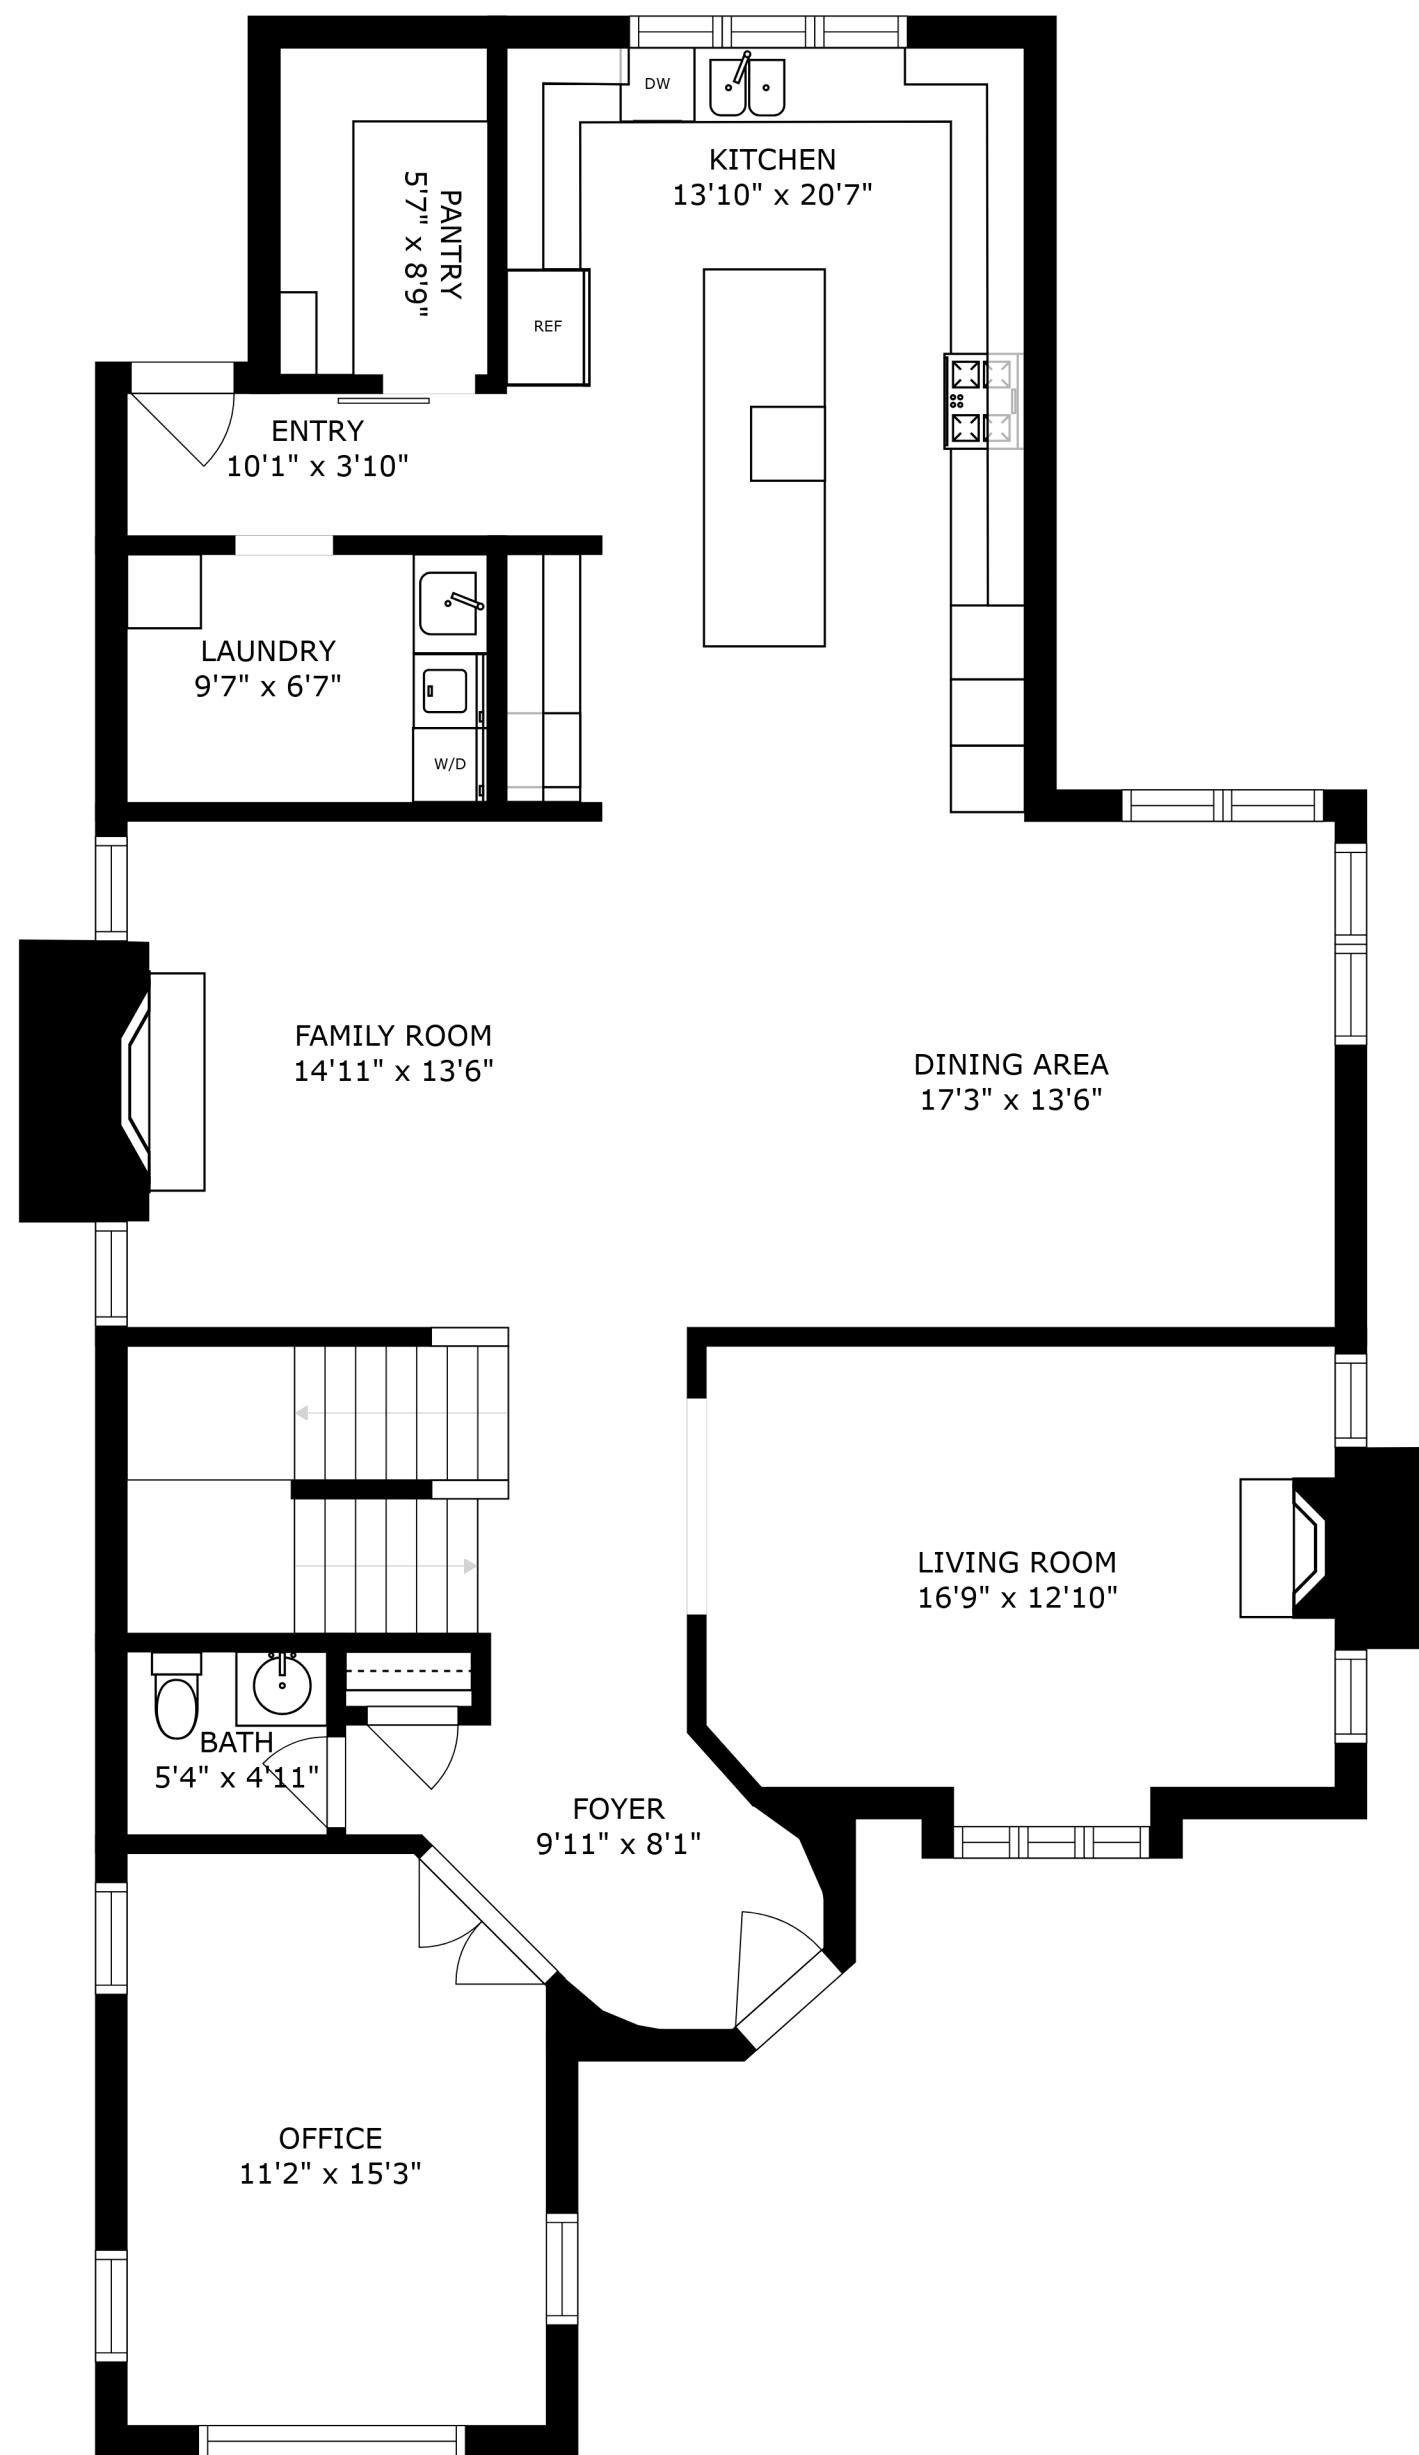 DW
KITCHEN
13'10" x 20'7"
PANTRY
5'7" x 8'9"
REF
ENTRY
10'1" x 3'10"
LAUNDRY
9'7" x 6'7"
W/D
FAMILY ROOM
14'11" x 13'6"
DINING AREA
17'3" x 13'6"
LIVING ROOM
16'9" x 12'10"
BATH
5'4" x 4'11"
FOYER
9'11" x 8'1"
OFFICE
11'2" x 15'3"